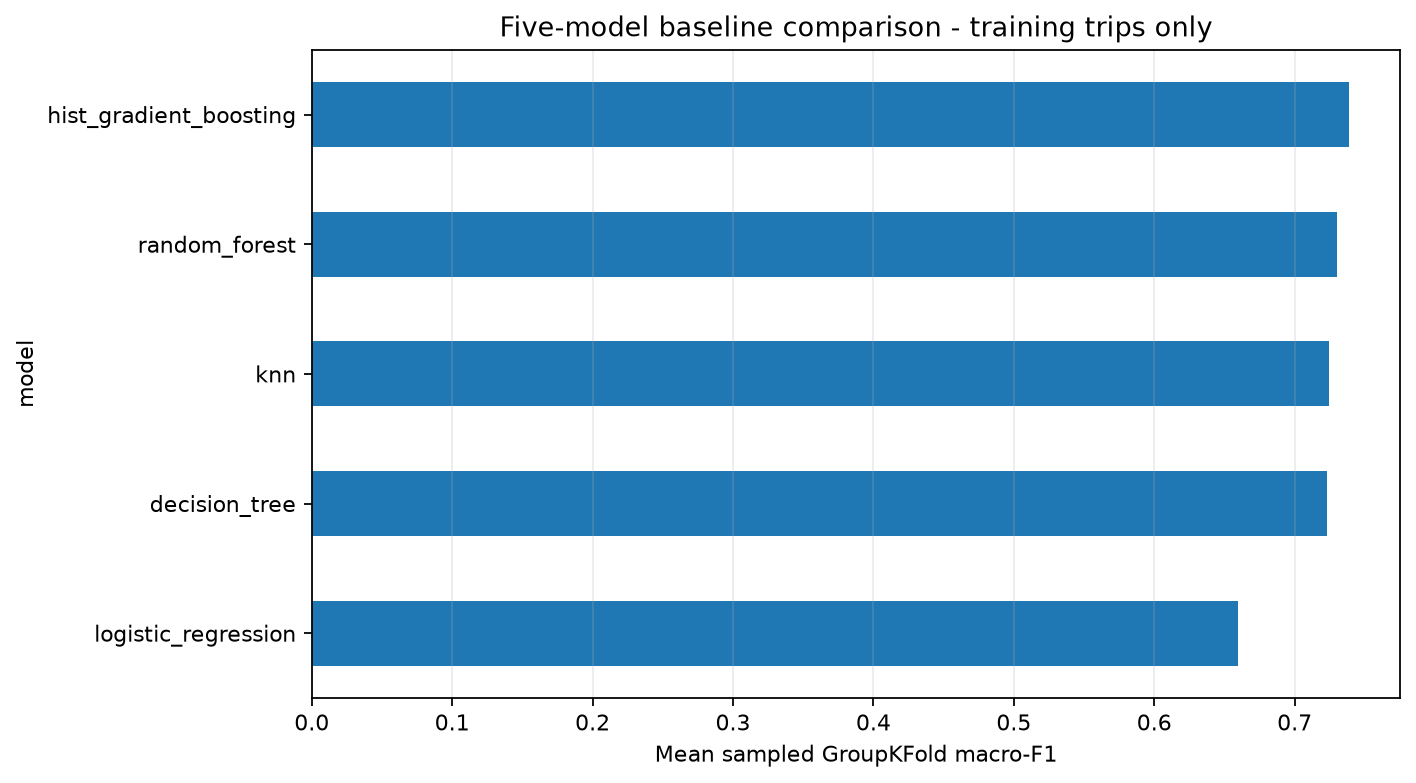 Five-model baseline comparison - training trips only
hist_gradient_boosting
random_forest
knn
decision_tree
logistic_regression
model
0.0 0.1 0.2 0.3 0.4 0.5 0.6 0.7
Mean sampled GroupKFold macro-F1